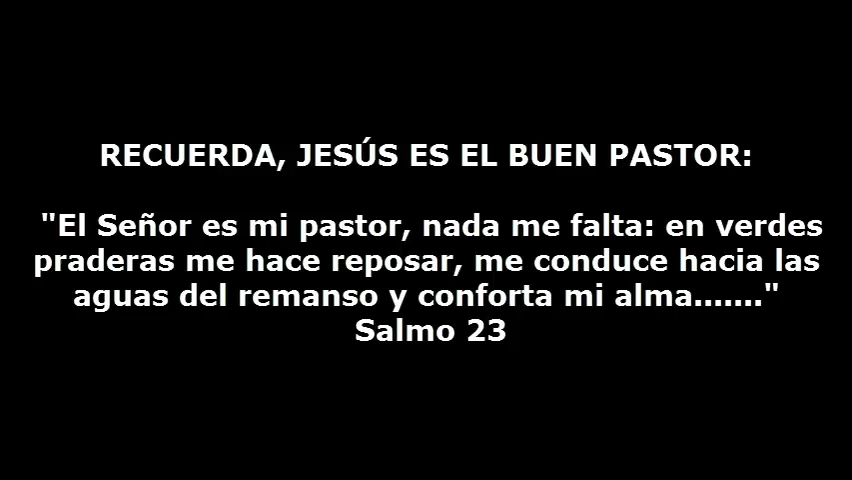 RECUERDA, JESÚS ES EL BUEN PASTOR:
"El Señor es mi pastor, nada me falta: en verdes
praderas me hace reposar, me conduce hacia las
aguas del remanso y conforta mi alma......."
Salmo 23